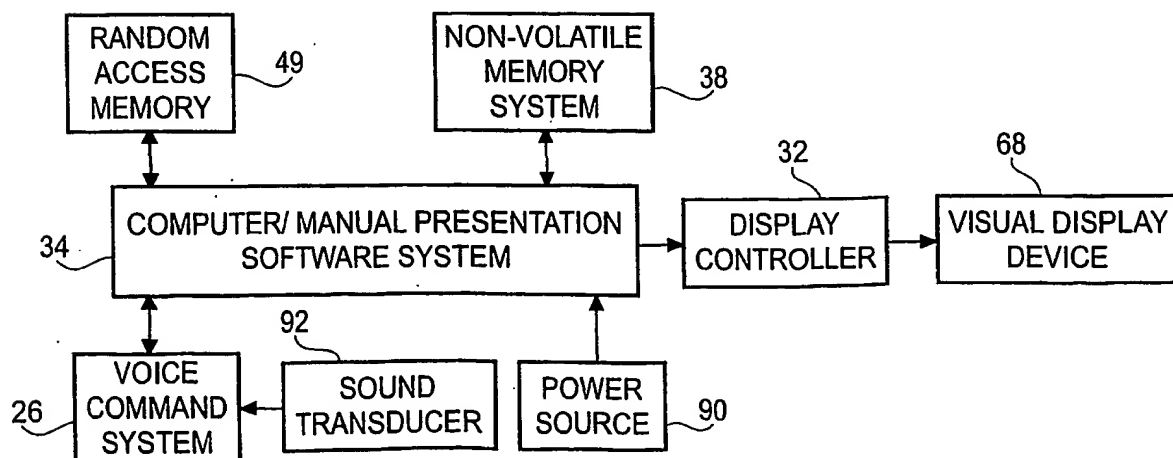 RANDOM
ACCESS
MEMORY
49
NON-VOLATILE
MEMORY
SYSTEM
38
COMPUTER/ MANUAL PRESENTATION
SOFTWARE SYSTEM
34
32
DISPLAY
CONTROLLER
68
VISUAL DISPLAY
DEVICE
VOICE
COMMAND
SYSTEM
26
92
SOUND
TRANSDUCER
POWER
SOURCE
90